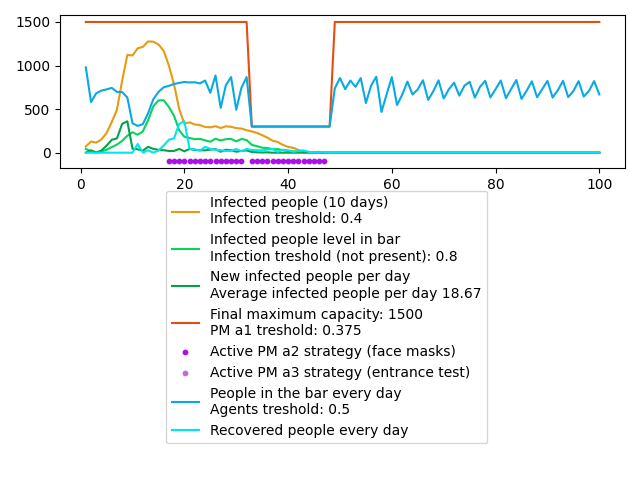 1500
1000
500
0
0 20 40 60 80 100
Infected people (10 days)
Infection treshold: 0.4
Infected people level in bar
Infection treshold (not present): 0.8
New infected people per day
Average infected people per day 18.67
Final maximum capacity: 1500
PM a1 treshold: 0.375
Active PM a2 strategy (face masks)
Active PM a3 strategy (entrance test)
People in the bar every day
Agents treshold: 0.5
Recovered people every day